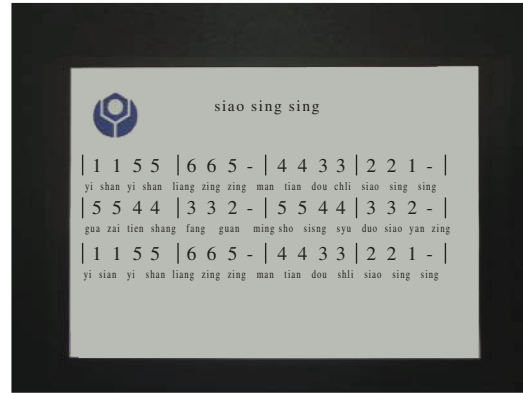 siao sing sing
| 1 1 5 5 | 6 6 5 - | 4 4 3 3 | 2 2 1 - |
yi shan yi shan liang zing zing man tian dou chli siao sing sing
| 5 5 4 4 | 3 3 2 - | 5 5 4 4 | 3 3 2 - |
gua zai tien shang fang guan ming sho sisng syu duo siao yan zing
| 1 1 5 5 | 6 6 5 - | 4 4 3 3 | 2 2 1 - |
yi sian yi shan liang zing zing man tian dou shli siao sing sing